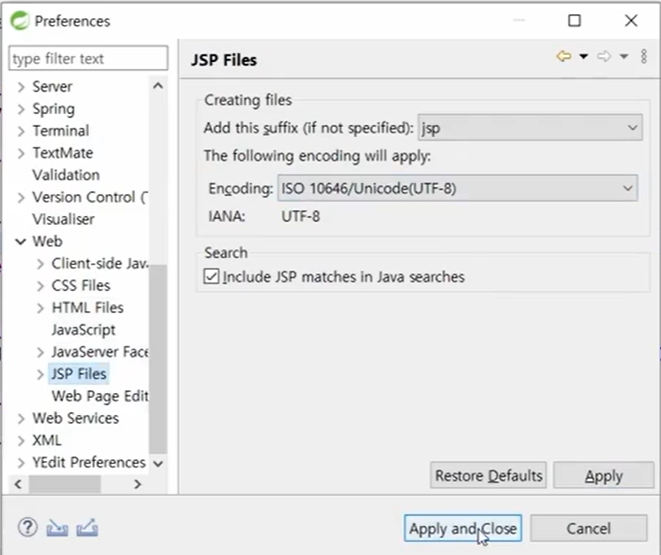 Preferences
type filter text
Server
Spring
Terminal
TextMate
Validation
Version Control (T
Visualiser
Web
Client-side Jav
CSS Files
HTML Files
JavaScript
JavaServer Face
JSP Files
Web Page Edit
Web Services
XML
YEdit Preferences
JSP Files
Creating files
Add this suffix (if not specified): jsp
The following encoding will apply:
Encoding: ISO 10646/Unicode(UTF-8)
IANA: UTF-8
Search
Include JSP matches in Java searches
Restore Defaults Apply
Apply and Close Cancel